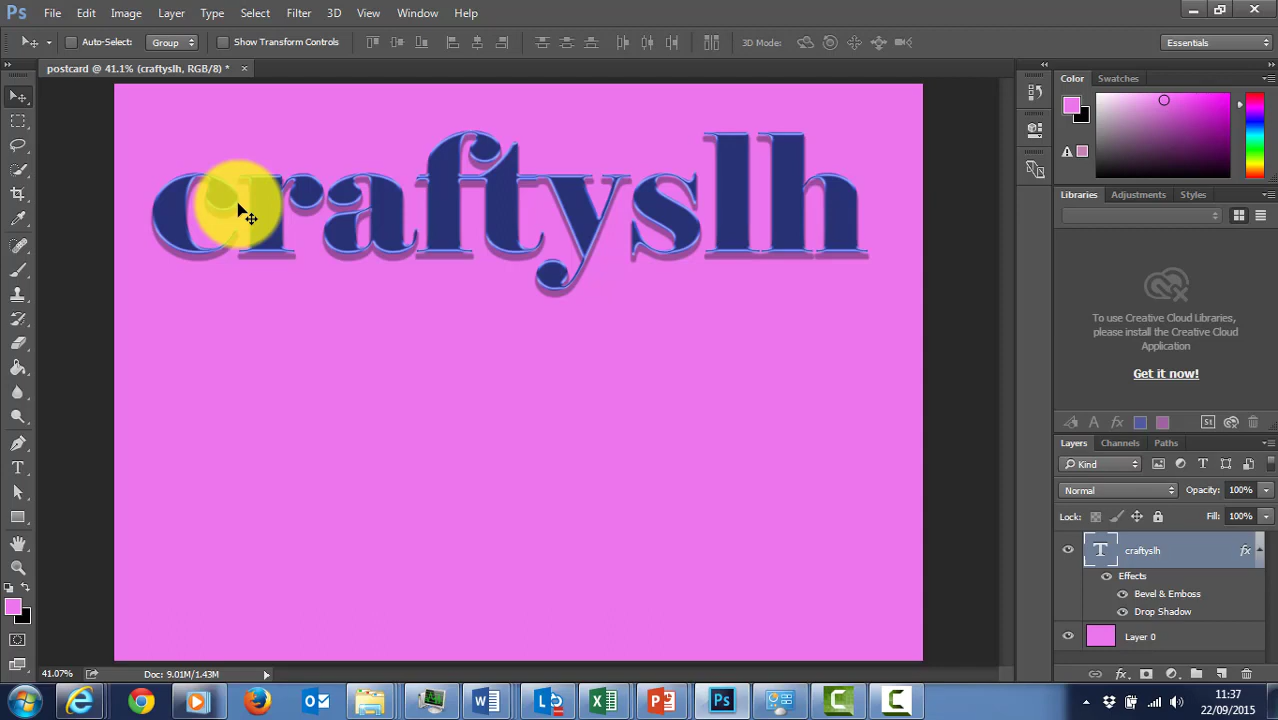 Ps File Edit Image Layer Type Select Filter 3D View Window Help
Auto-Select: Group Show Transform Controls 3D Mode: Essentials
postcard @ 41.1% (craftyslh, RGB/8) * ×
Color Swatches
craftyslh
Libraries Adjustments Styles
To use Creative Cloud Libraries,
please install the Creative Cloud
Application
Get it now!
A fx St
Layers Channels Paths
Kind T
Normal Opacity: 100%
Lock: Fill: 100%
T craftyslh fx
Effects
Bevel & Emboss
Drop Shadow
Layer 0
41.07% Doc: 9.01M/1.43M
fx
11:37
22/09/2015